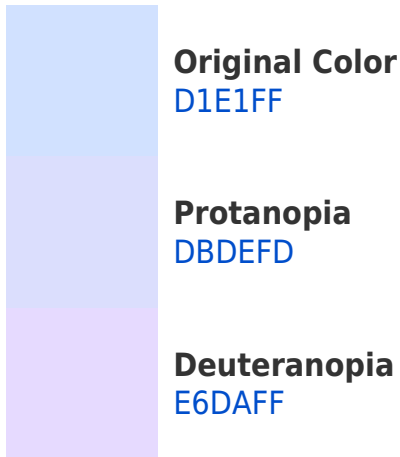 Original Color
D1E1FF
Protanopia
DBDEFD
Deuteranopia
E6DAFF